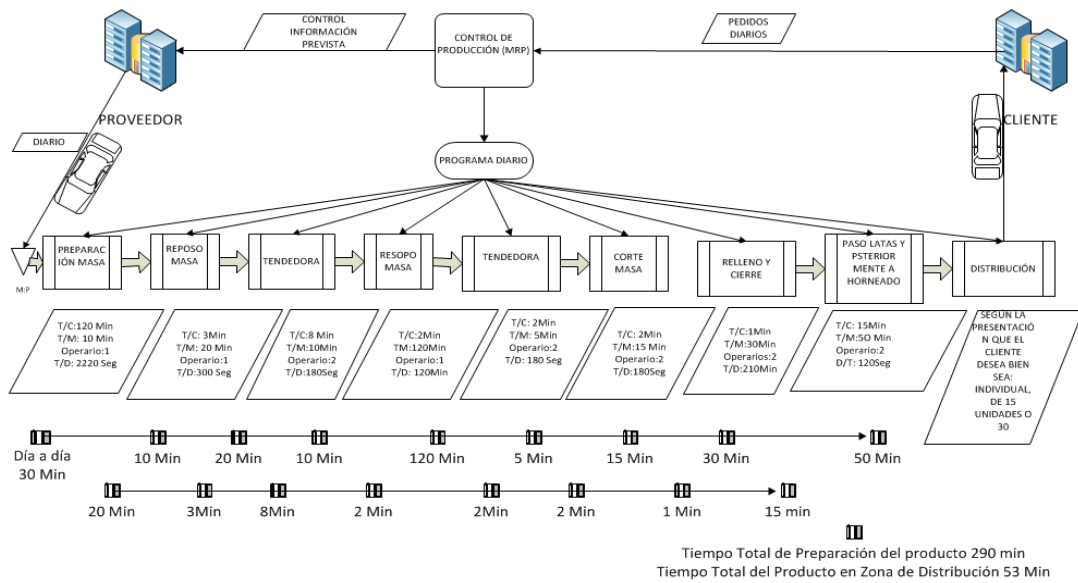 CONTROL
INFORMACIÓN
PREVISTA
CONTROL DE
PRODUCCIÓN (MRP)
PEDIDOS
DIARIOS
PROVEEDOR
CLIENTE
DIARIO
PROGRAMA DIARIO
M:P
PREPARAC
IÓN MASA
REPOSO
MASA
TENDEDORA
RESOPO
MASA
TENDEDORA
CORTE
MASA
RELLENO Y
CIERRE
PASO LATAS Y
PSTERIOR
MENTE A
HORNEADO
DISTRIBUCIÓN
T/C:120 Min
T/M: 10 Min
Operario:1
T/D: 2220 Seg
T/C: 3Min
T/M: 20 Min
Operario:1
T/D:300 Seg
T/C:8 Min
T/M:10Min
Operario:2
T/D:180Seg
T/C:2Min
TM:120Min
Operario:1
T/D: 120Min
T/C: 2Min
T/M: 5Min
Operario:2
T/D: 180 Seg
T/C: 2Min
T/M:15 Min
Operario:2
T/D:180Seg
T/C:1Min
T/M:30Min
Operarios:2
T/D:210Min
T/C: 15Min
T/M:5O Min
Operario:2
D/T: 120Seg
SEGÚN LA
PRESENTACIÓ
N QUE EL
CLIENTE
DESEA BIEN
SEA:
INDIVIDUAL,
DE 15
UNIDADES O
30
Día a día
30 Min
10 Min
20 Min
10 Min
120 Min
5 Min
15 Min
30 Min
50 Min
20 Min
3Min
8Min
2 Min
2Min
2 Min
1 Min
15 min
Tiempo Total de Preparación del producto 290 min
Tiempo Total del Producto en Zona de Distribución 53 Min